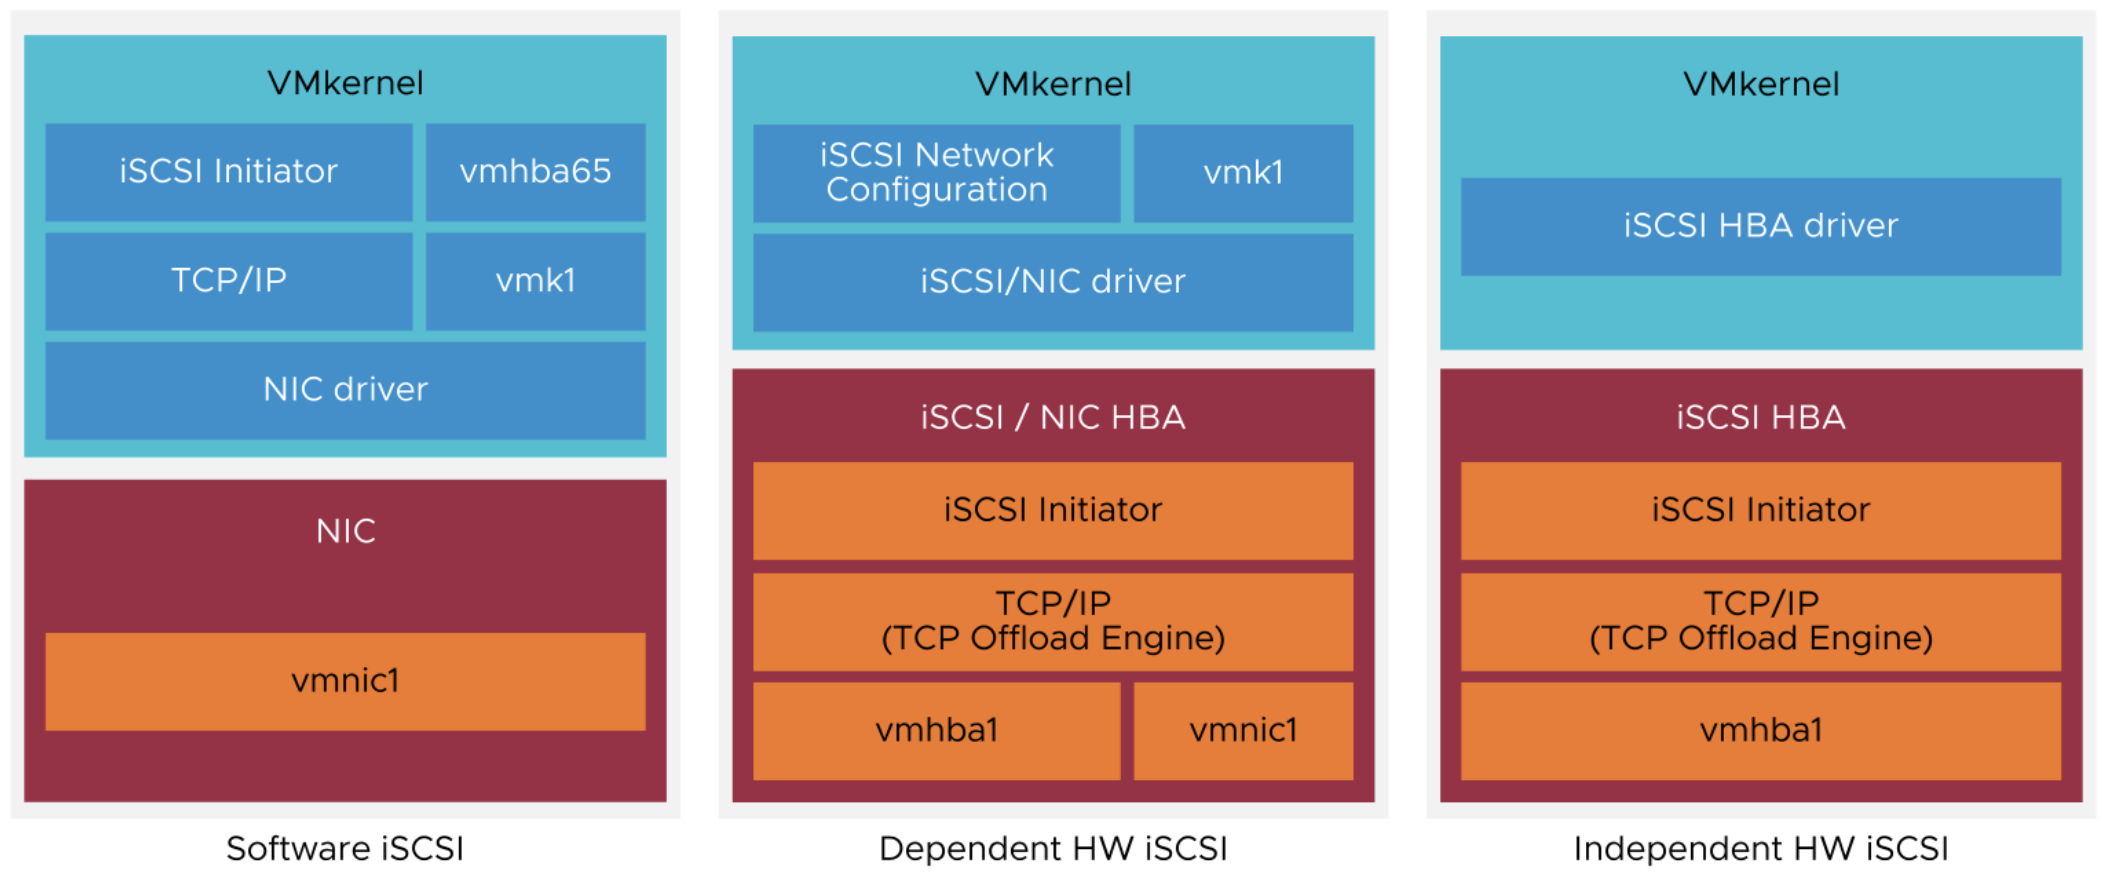 VMkernel
iSCSI Initiator
vmhba65
TCP/IP
vmk1
NIC driver
NIC
vmnic1
Software iSCSI
VMkernel
iSCSI Network
Configuration
vmk1
iSCSI/NIC driver
iSCSI / NIC HBA
iSCSI Initiator
TCP/IP
(TCP Offload Engine)
vmhba1
vmnic1
Dependent HW iSCSI
VMkernel
iSCSI HBA driver
iSCSI HBA
iSCSI Initiator
TCP/IP
(TCP Offload Engine)
vmhba1
Independent HW iSCSI